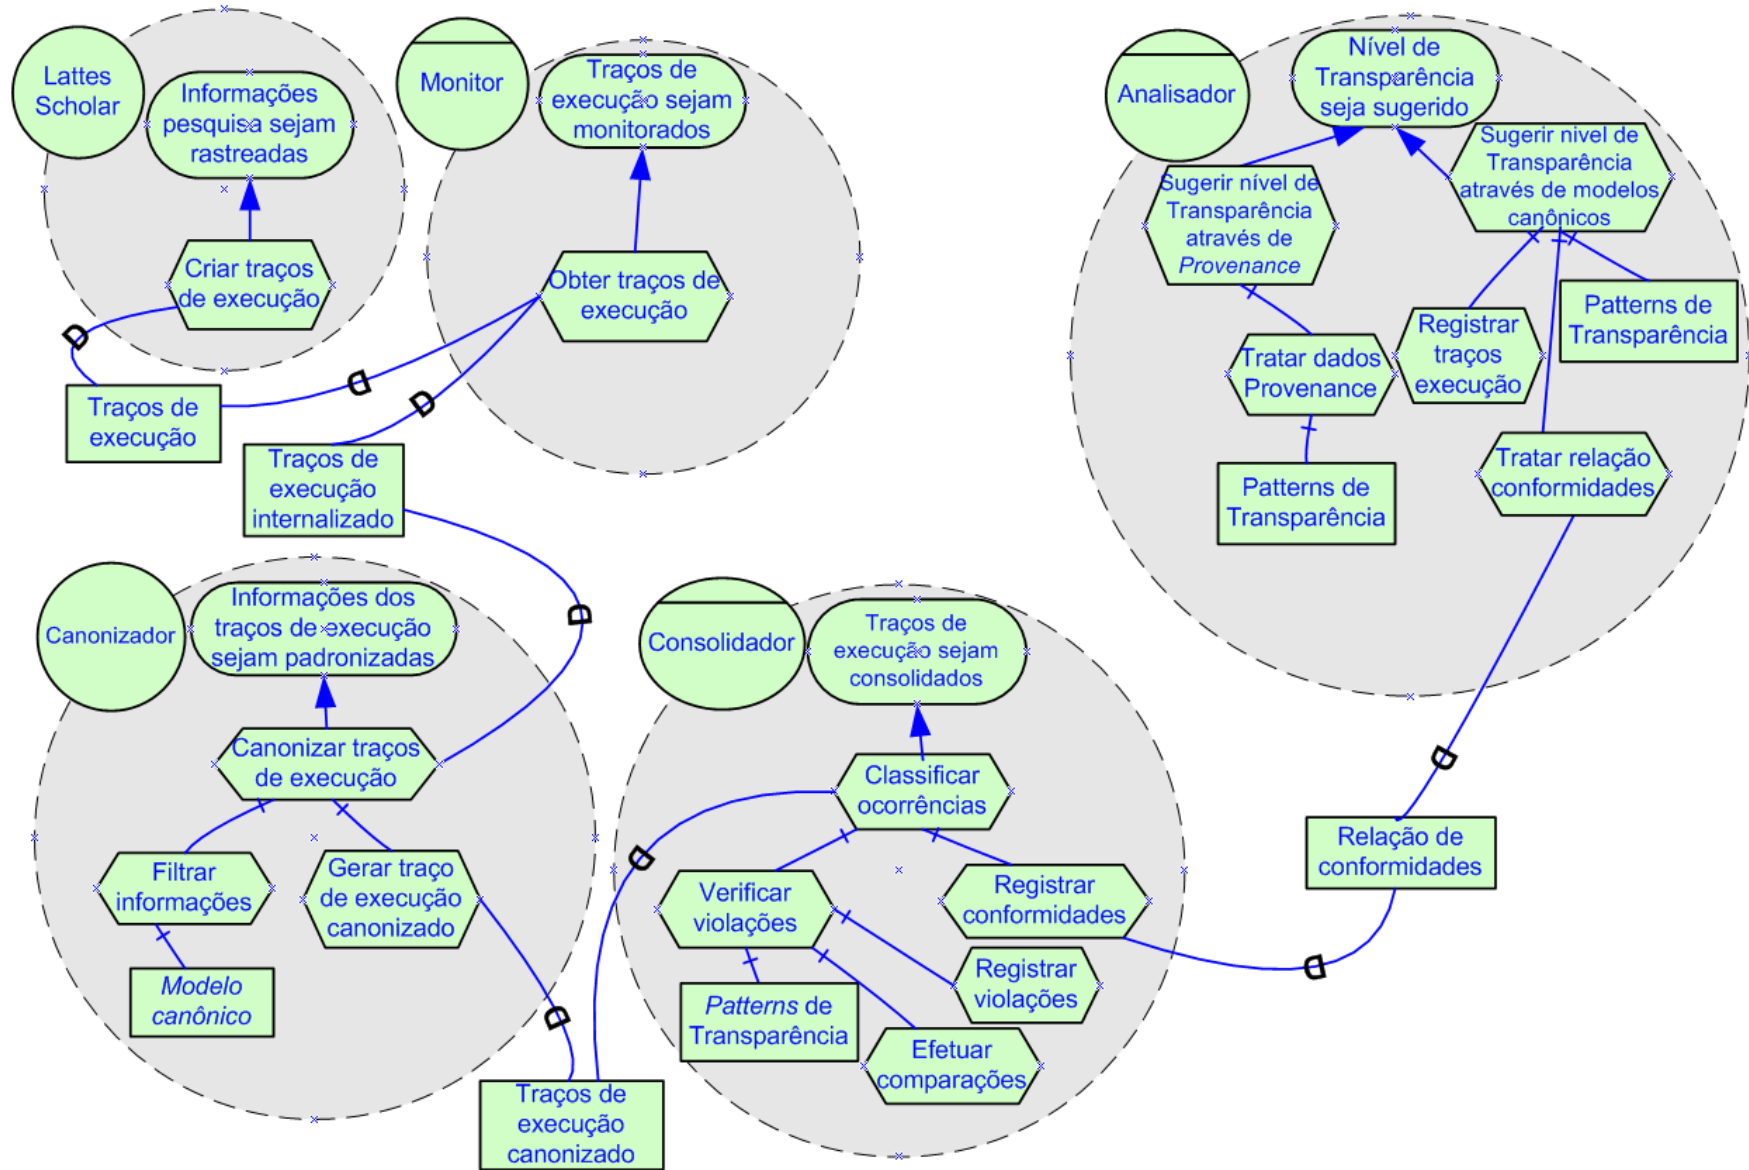 Lattes
Scholar
Informações
pesquisa sejam
rastreadas
Criar traços
de execução
D
Traços de
execução
Monitor
Traços de
execução sejam
monitorados
Obter traços de
execução
D
D
Traços de
execução
internalizado
D
Analisador
Nível de
Transparência
seja sugerido
Sugerir nível de
Transparência
através de
Provenance
Sugerir nivel de
Transparência
através de modelos
canônicos
Tratar dados
Provenance
Patterns de
Transparência
Registrar
traços
execução
Patterns de
Transparência
Tratar relação
conformidades
D
Relação de
conformidades
D
Canonizador
Informações dos
traços de execução
sejam padronizadas
Canonizar traços
de execução
Filtrar
informações
Gerar traço
de execução
canonizado
Modelo
canônico
D
Traços de
execução
canonizado
D
Consolidador
Traços de
execução sejam
consolidados
Classificar
ocorrências
Verificar
violações
Registrar
conformidades
Registrar
violações
Patterns de
Transparência
Efetuar
comparações